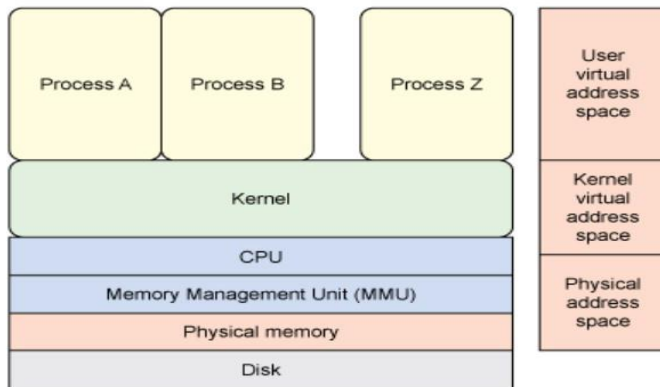 Process A
Process B
Process Z
Kernel
CPU
Memory Management Unit (MMU)
Physical memory
Disk
User
virtual
address
space
Kernel
virtual
address
space
Physical
address
space